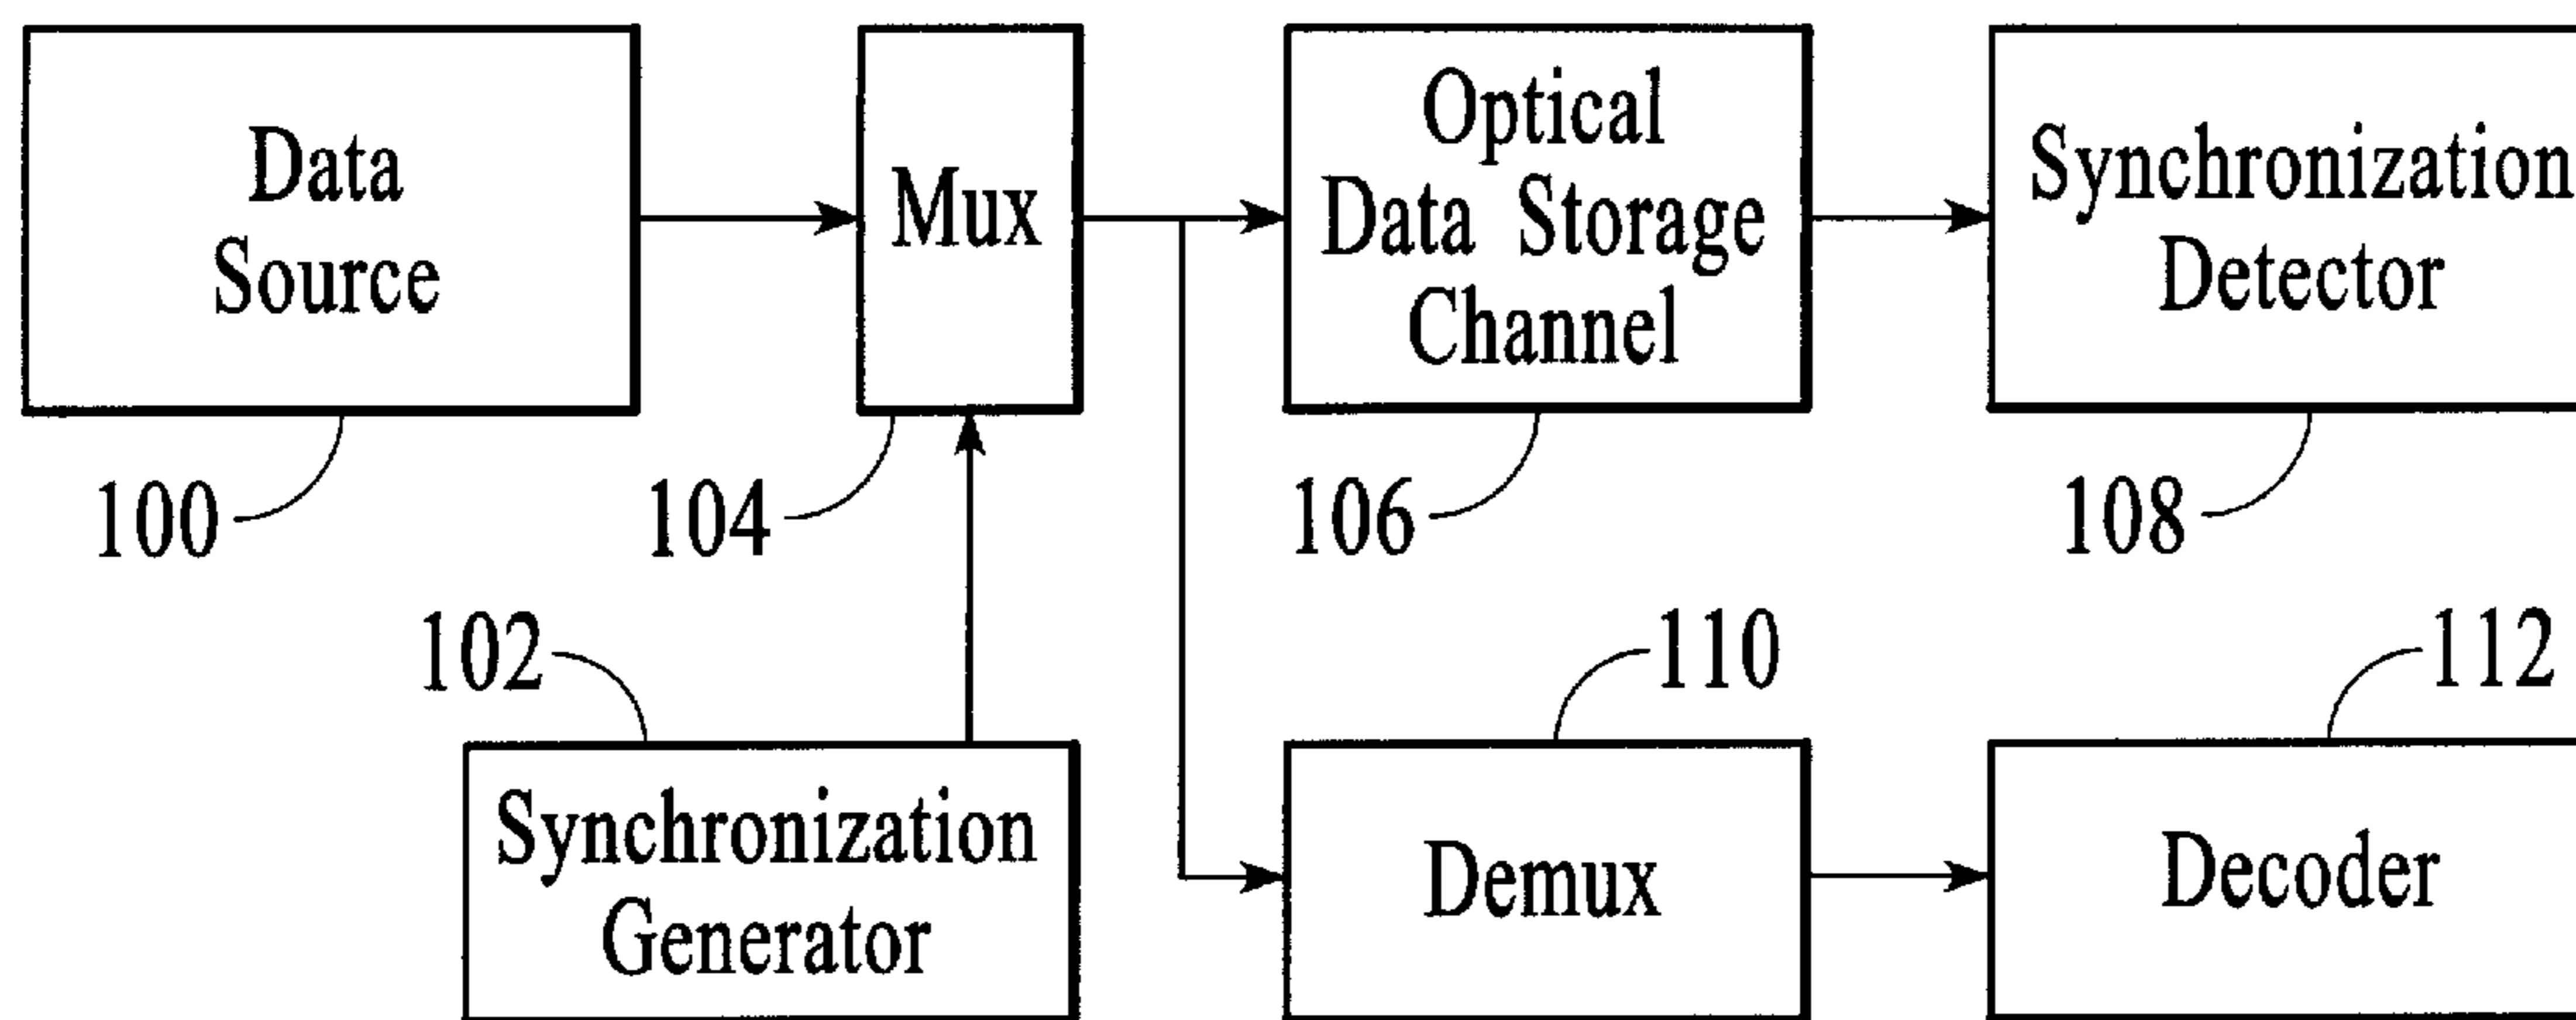 Data
Source
Mux
Optical
Data Storage
Channel
Synchronization
Detector
100
104
106
108
102
110
112
Synchronization
Generator
Demux
Decoder